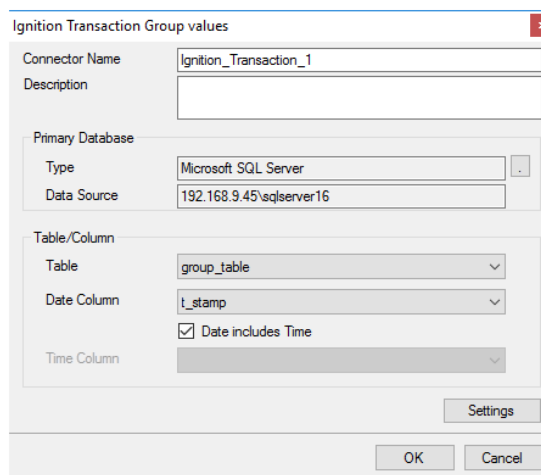 Ignition Transaction Group values
Connector Name Ignition_Transaction_1
Description
Primary Database
Type Microsoft SQL Server .
Data Source 192.168.9.45\sqlserver16
Table/Column
Table group_table
Date Column t_stamp
Date includes Time
Time Column
Settings
OK Cancel